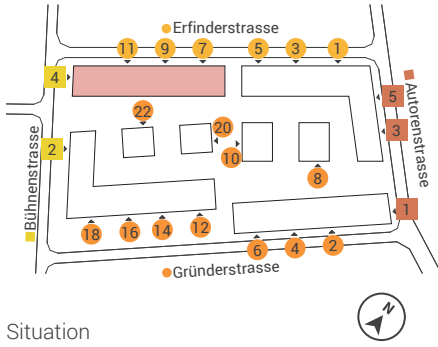 Erfinderstrasse
11 9 7 5 3 1
4
5
Autorenstrasse
22
20
3
2
10
8
Bühnenstrasse
1
18 16 14 12
6 4 2
Gründerstrasse
N
Situation